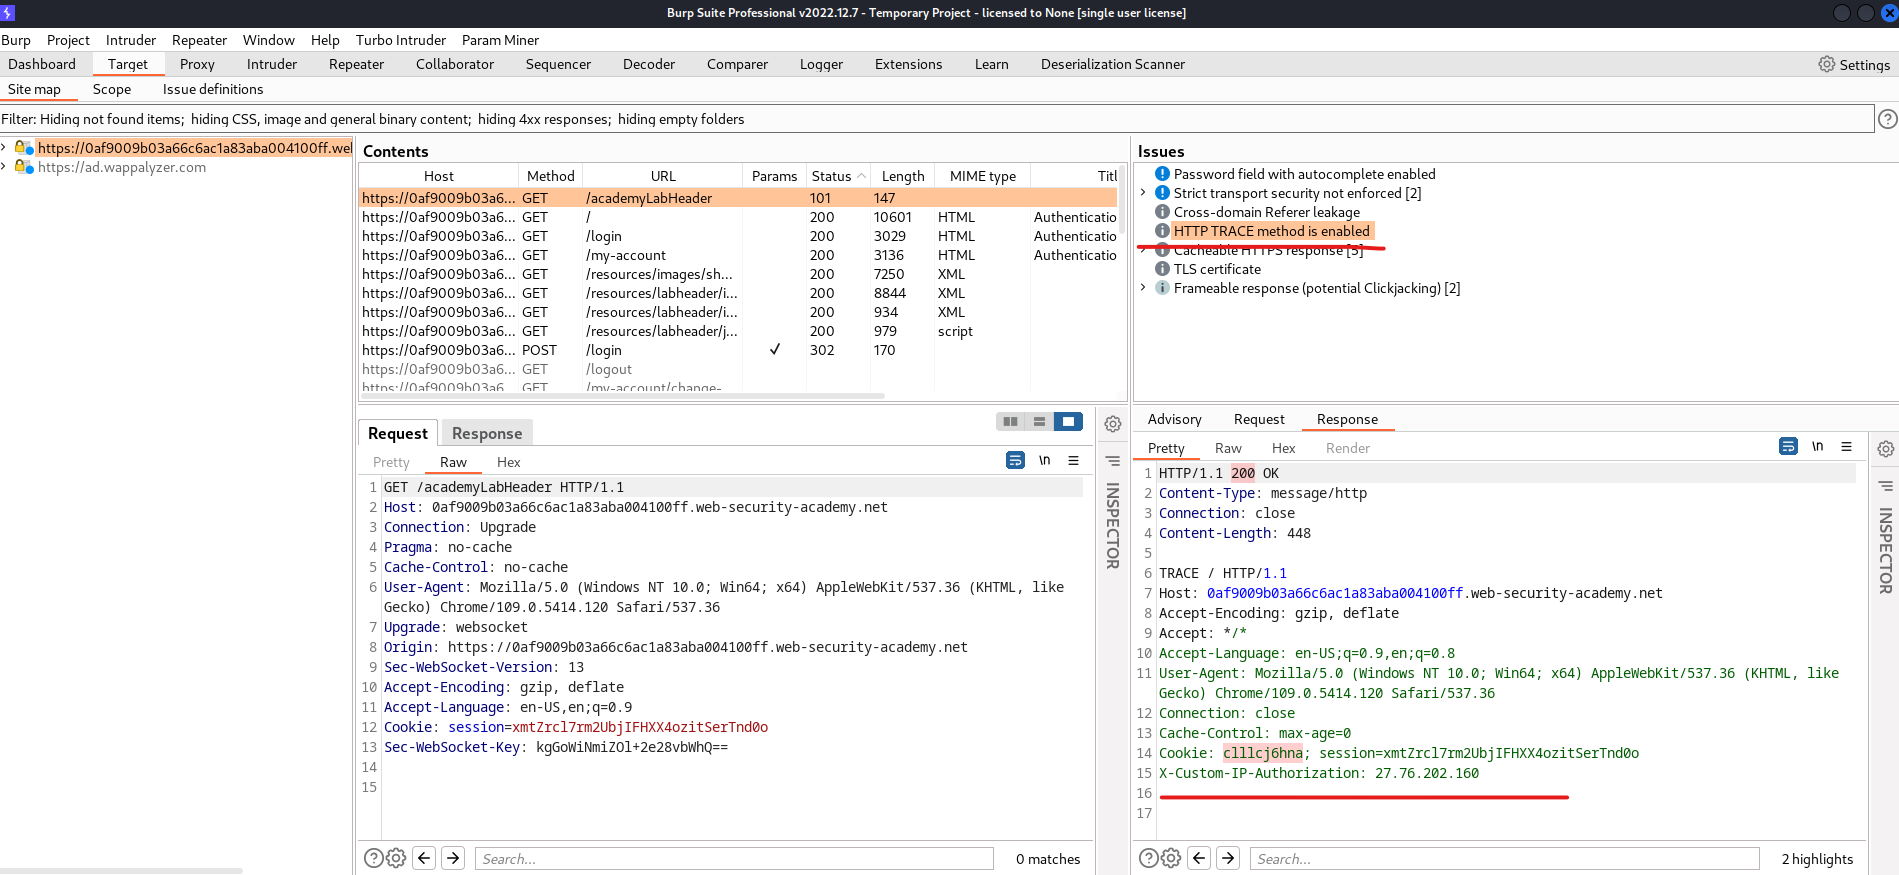 Burp Suite Professional v2022.12.7 - Temporary Project - licensed to None [single user license]
Burp Project Intruder Repeater Window Help Turbo Intruder Param Miner
Dashboard Target Proxy Intruder Repeater Collaborator Sequencer Decoder Comparer Logger Extensions Learn Deserialization Scanner Settings
Site map Scope Issue definitions
Filter: Hiding not found items; hiding CSS, image and general binary content; hiding 4xx responses; hiding empty folders
https://0af9009b03a66c6ac1a83aba004100ff.wel
https://ad.wappalyzer.com
Contents
Host Method URL Params Status Length MIME type Titl
https://0af9009b03a6... GET /academyLabHeader 101 147
https://0af9009b03a6... GET / 200 10601 HTML Authenticatio
https://0af9009b03a6... GET /login 200 3029 HTML Authenticatio
https://0af9009b03a6... GET /my-account 200 3136 HTML Authenticatio
https://0af9009b03a6... GET /resources/images/sh... 200 7250 XML
https://0af9009b03a6... GET /resources/labheader/i... 200 8844 XML
https://0af9009b03a6... GET /resources/labheader/i... 200 934 XML
https://0af9009b03a6... GET /resources/labheader/j... 200 979 script
https://0af9009b03a6... POST /login ✓ 302 170
https://0af9009b03a6... GET /logout
https://0af9009b03a6 GET /my-account/change-
Issues
Password field with autocomplete enabled
Strict transport security not enforced [2]
Cross-domain Referer leakage
HTTP TRACE method is enabled
Cacheable HTTPS response [5]
TLS certificate
Frameable response (potential Clickjacking) [2]
Request Response
Pretty Raw Hex \n
1 GET /academyLabHeader HTTP/1.1
2 Host: 0af9009b03a66c6ac1a83aba004100ff.web-security-academy.net
3 Connection: Upgrade
4 Pragma: no-cache
5 Cache-Control: no-cache
6 User-Agent: Mozilla/5.0 (Windows NT 10.0; Win64; x64) AppleWebKit/537.36 (KHTML, like
Gecko) Chrome/109.0.5414.120 Safari/537.36
7 Upgrade: websocket
8 Origin: https://0af9009b03a66c6ac1a83aba004100ff.web-security-academy.net
9 Sec-WebSocket-Version: 13
10 Accept-Encoding: gzip, deflate
11 Accept-Language: en-US,en;q=0.9
12 Cookie: session=xmtZrcl7rm2UbjIFHXX4ozitSerTnd0o
13 Sec-WebSocket-Key: kgGoWiNmiZOl+2e28vbWhQ==
14
15
Search... 0 matches
INSPECTOR
Advisory Request Response
Pretty Raw Hex Render \n
1 HTTP/1.1 200 OK
2 Content-Type: message/http
3 Connection: close
4 Content-Length: 448
5
6 TRACE / HTTP/1.1
7 Host: 0af9009b03a66c6ac1a83aba004100ff.web-security-academy.net
8 Accept-Encoding: gzip, deflate
9 Accept: */*
10 Accept-Language: en-US;q=0.9,en;q=0.8
11 User-Agent: Mozilla/5.0 (Windows NT 10.0; Win64; x64) AppleWebKit/537.36 (KHTML, like
Gecko) Chrome/109.0.5414.120 Safari/537.36
12 Connection: close
13 Cache-Control: max-age=0
14 Cookie: clllcj6hna; session=xmtZrcl7rm2UbjIFHXX4ozitSerTnd0o
15 X-Custom-IP-Authorization: 27.76.202.160
16
17
Search... 2 highlights
INSPECTOR